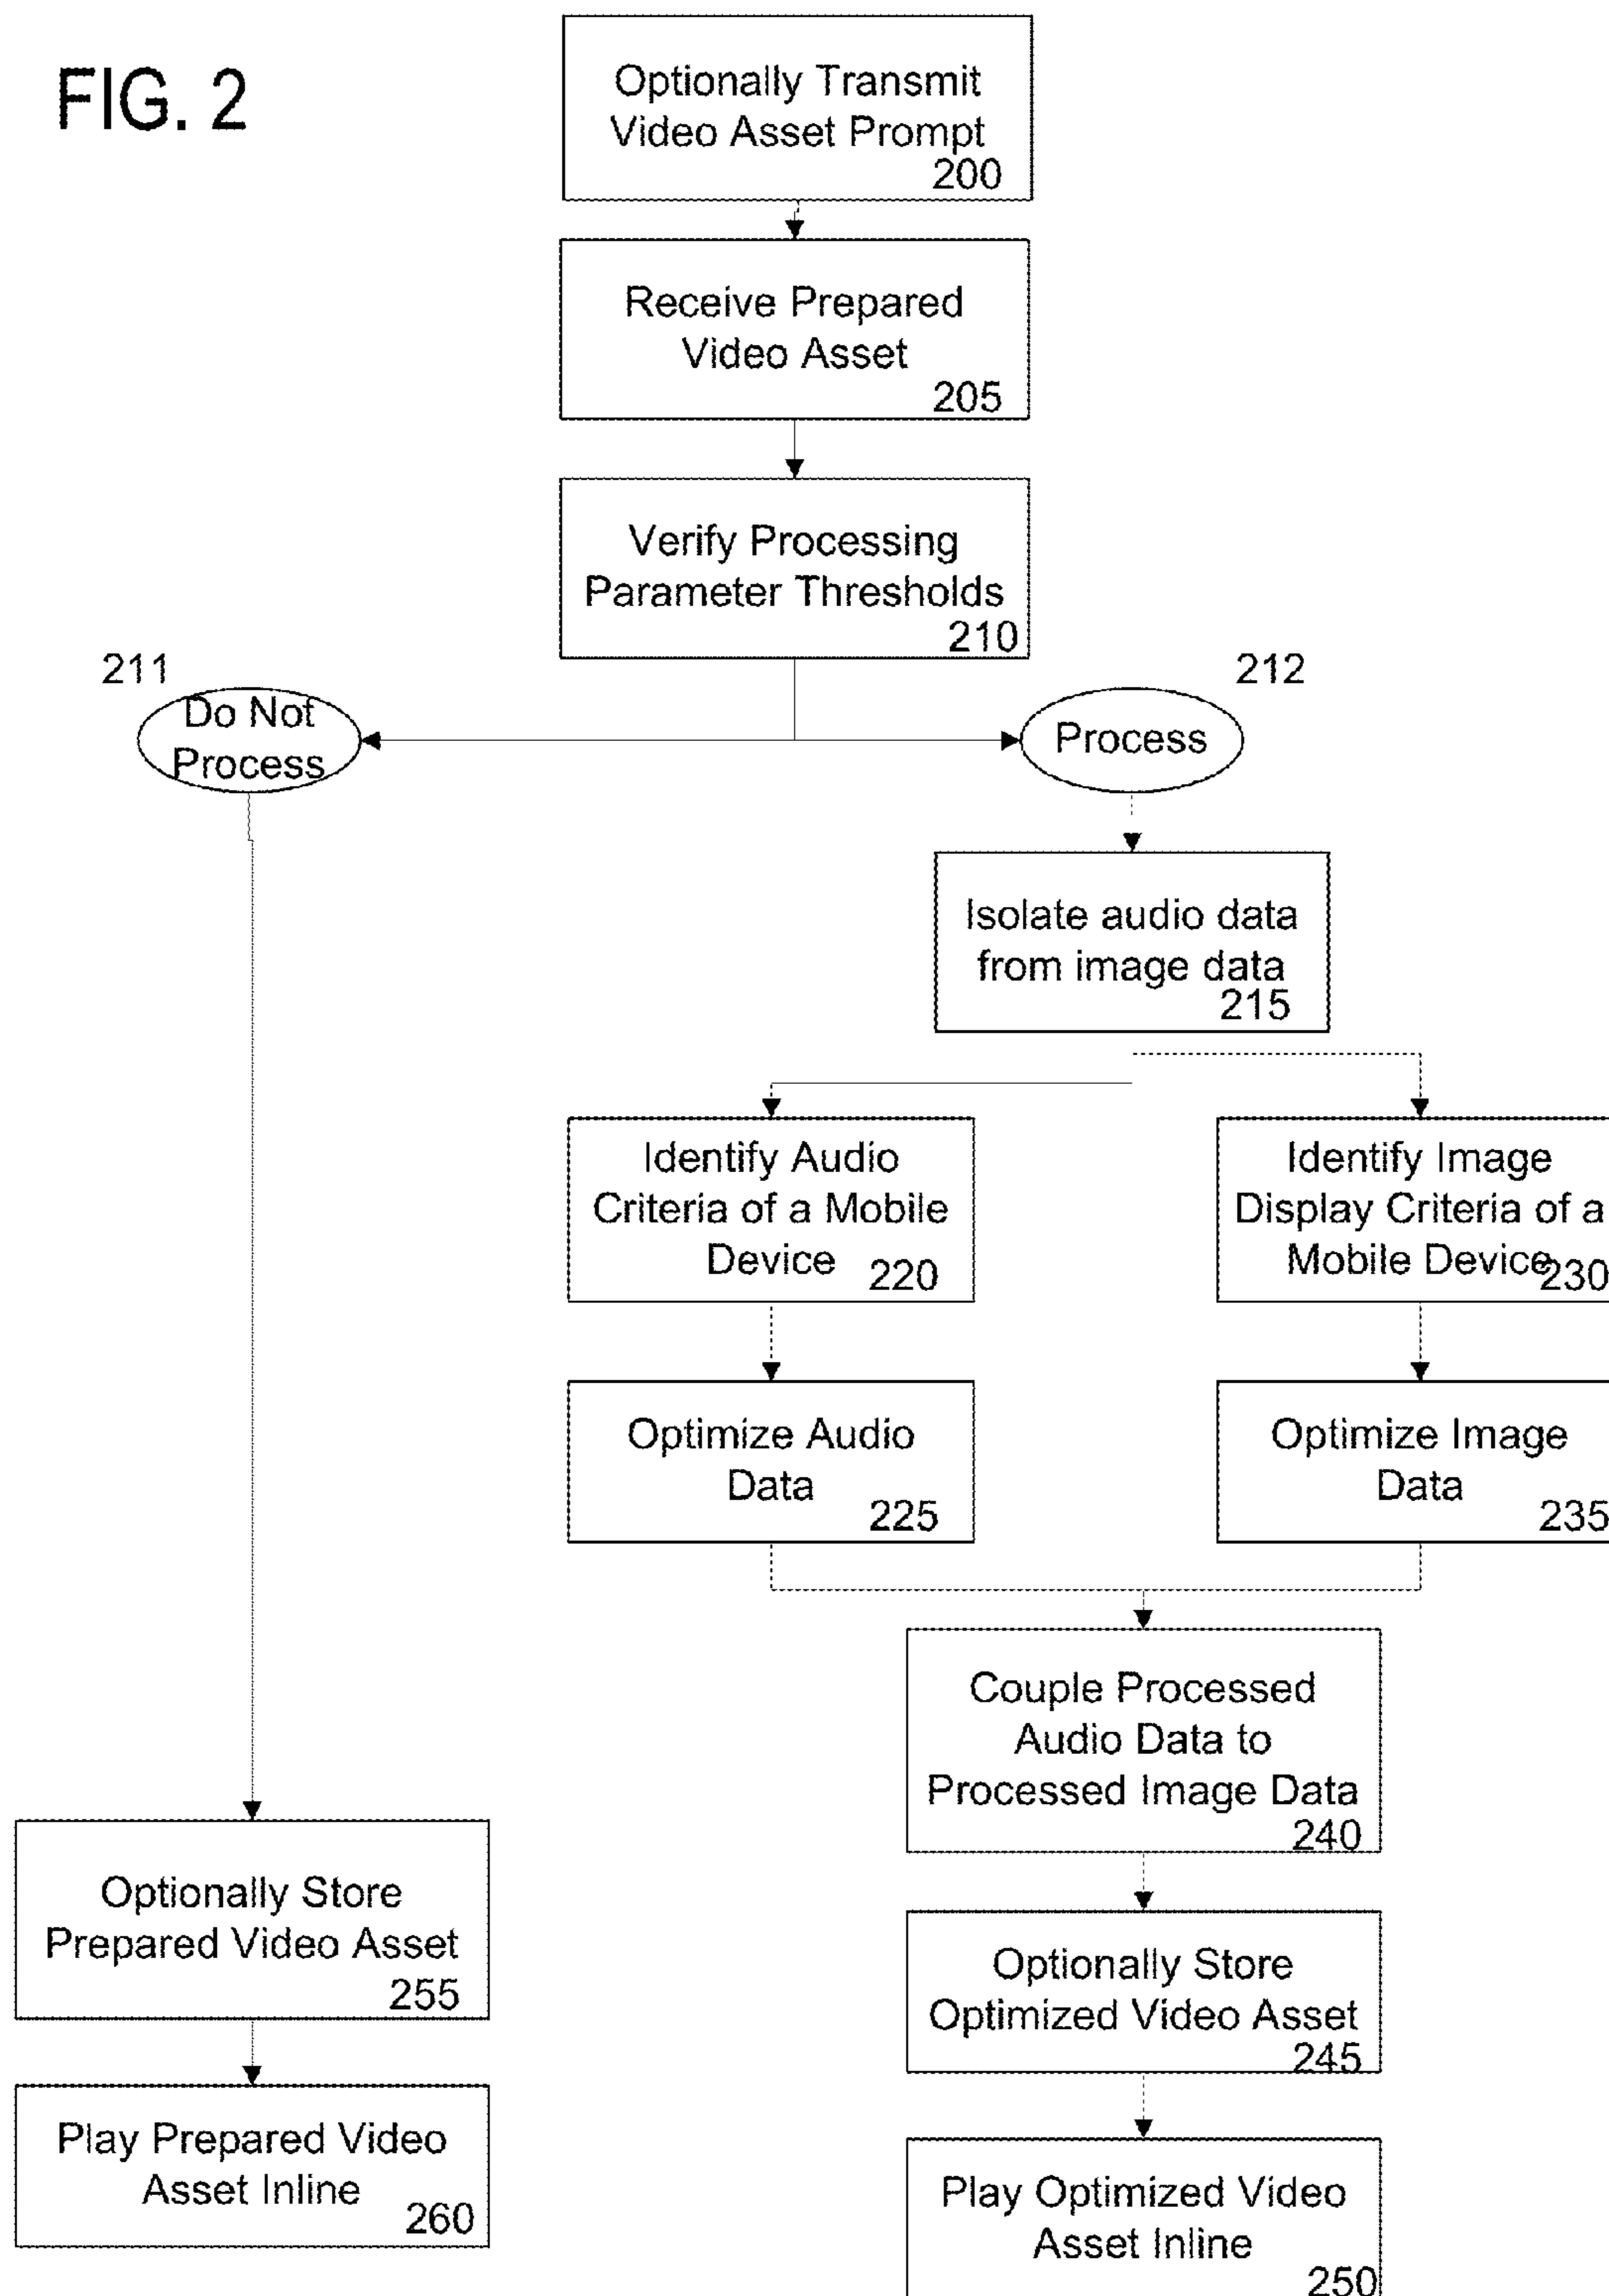 FIG. 2
Optionally Transmit
Video Asset Prompt
200
Receive Prepared
Video Asset
205
Verify Processing
Parameter Thresholds
210
211
Do Not
Process
212
Process
Isolate audio data
from image data
215
Identify Audio
Criteria of a Mobile
Device
220
Identify Image
Display Criteria of a
Mobile Device
230
Optimize Audio
Data
225
Optimize Image
Data
235
Couple Processed
Audio Data to
Processed Image Data
240
Optionally Store
Prepared Video Asset
255
Optionally Store
Optimized Video Asset
245
Play Prepared Video
Asset Inline
260
Play Optimized Video
Asset Inline
250